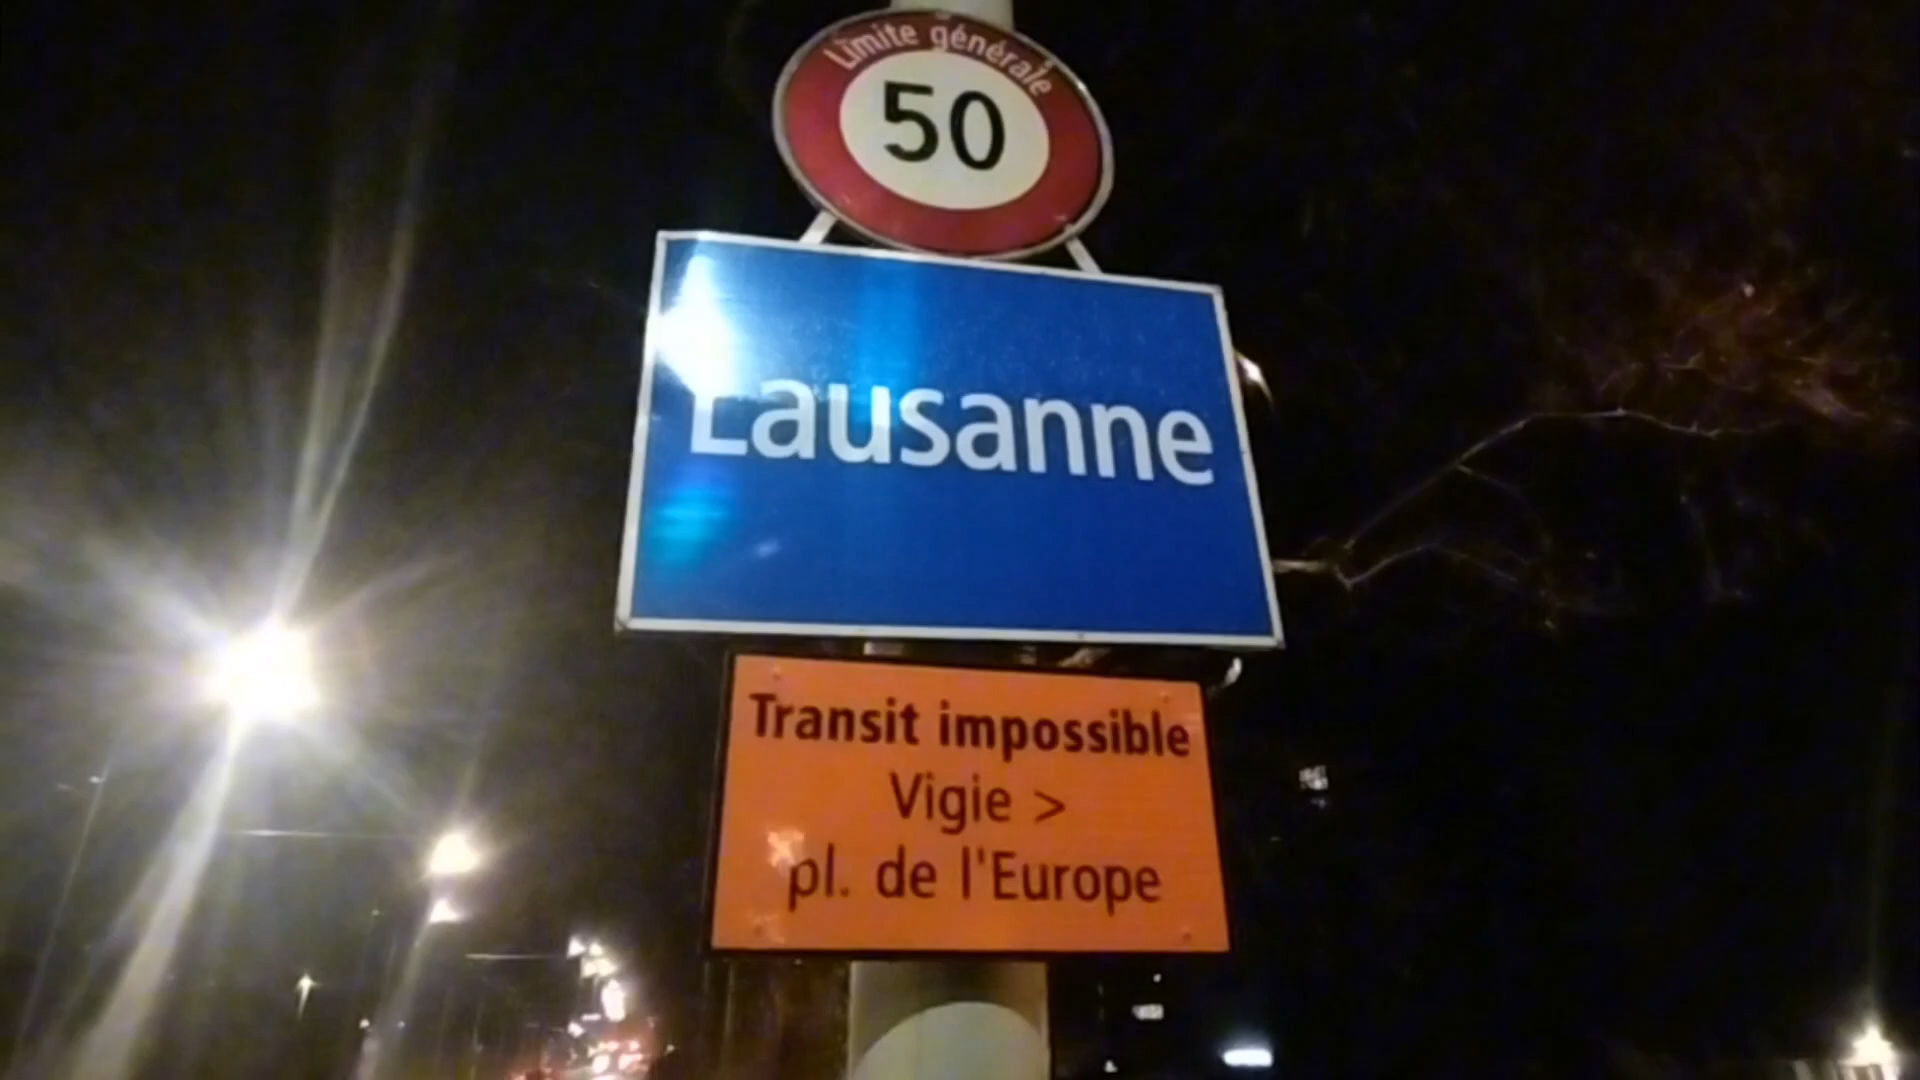 Limite générale
50
Lausanne
Transit impossible
Vigie >
pl. de l'Europe